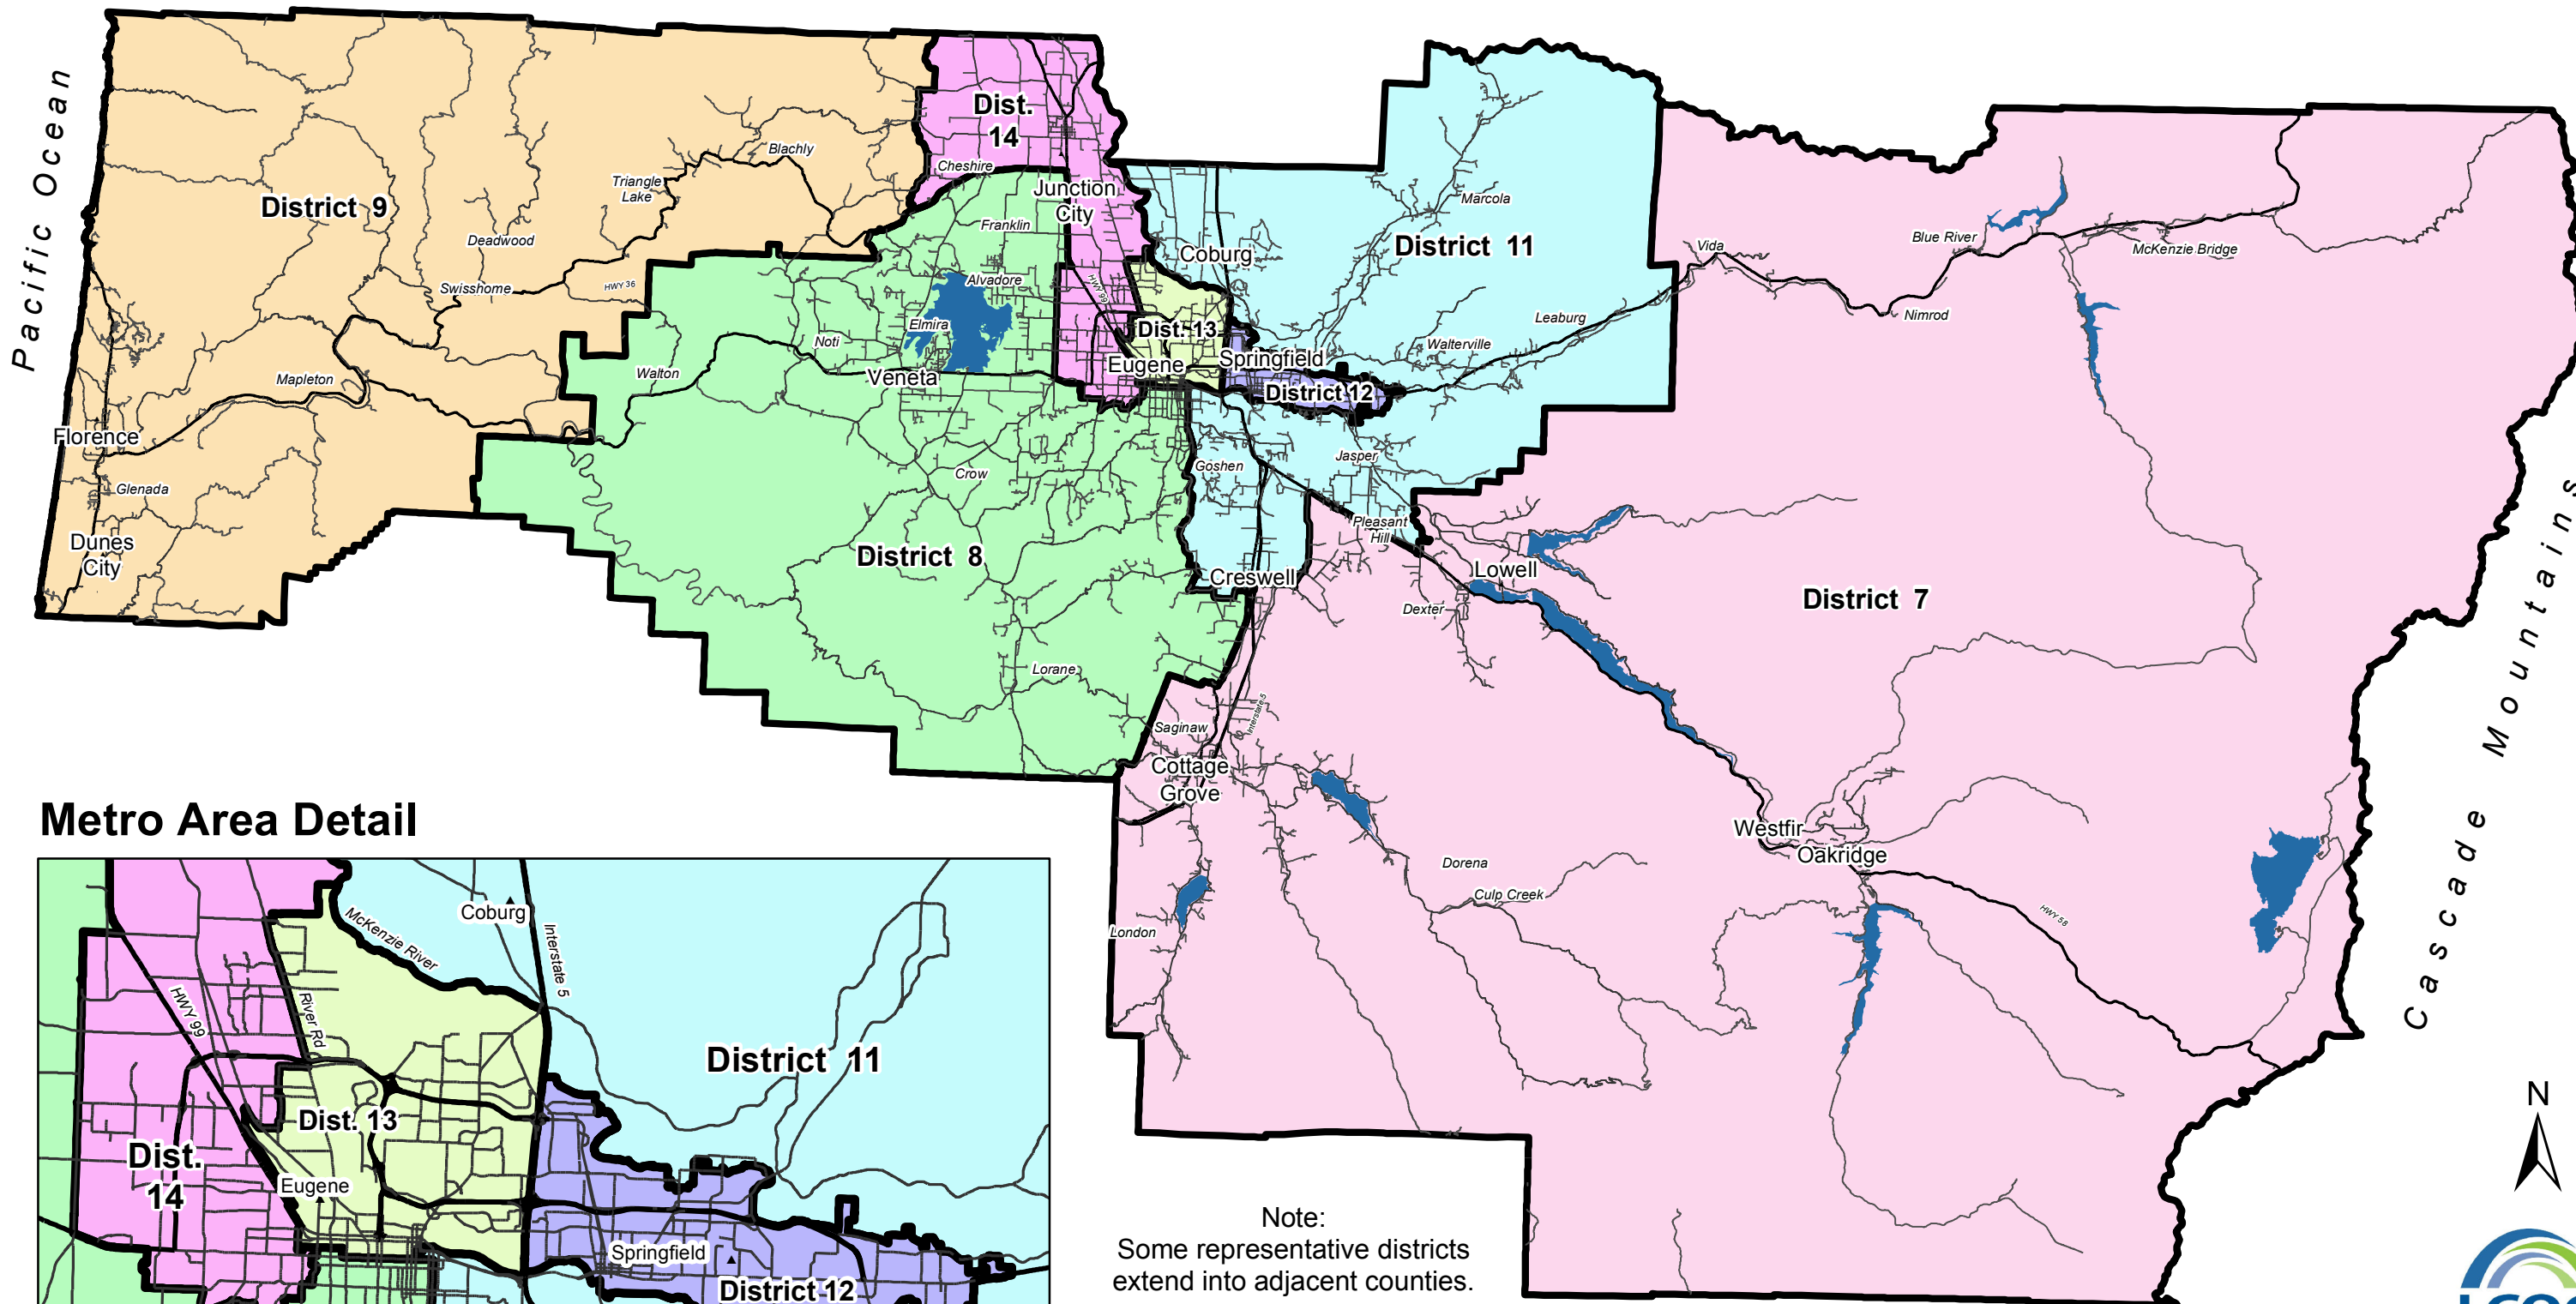 Pacific Ocean
Dist.
14
Cheshire
Blachly
Triangle
Lake
District 9
Deadwood
Swisshome
HWY 36
Junction
City
Franklin
Alvadore
HWY 99
Elmira
Noti
Veneta
Walton
Mapleton
Florence
Glenada
Dunes
City
Crow
District 8
Lorane
Coburg
Marcola
District 11
Dist. 13
Eugene
Springfield
District 12
Leaburg
Walterville
Goshen
Jasper
Pleasant
Hill
Creswell
Vida
Blue River
McKenzie Bridge
Nimrod
Lowell
Dexter
District 7
Interstate 5
Saginaw
Cottage
Grove
Westfir
Oakridge
Dorena
Culp Creek
London
HWY 58
Cascade Mountains
Metro Area Detail
Coburg
McKenzie River
Interstate 5
HWY 99
River Rd
District 11
Dist. 13
Dist.
14
Eugene
Springfield
District 12
Note:
Some representative districts
extend into adjacent counties.
N